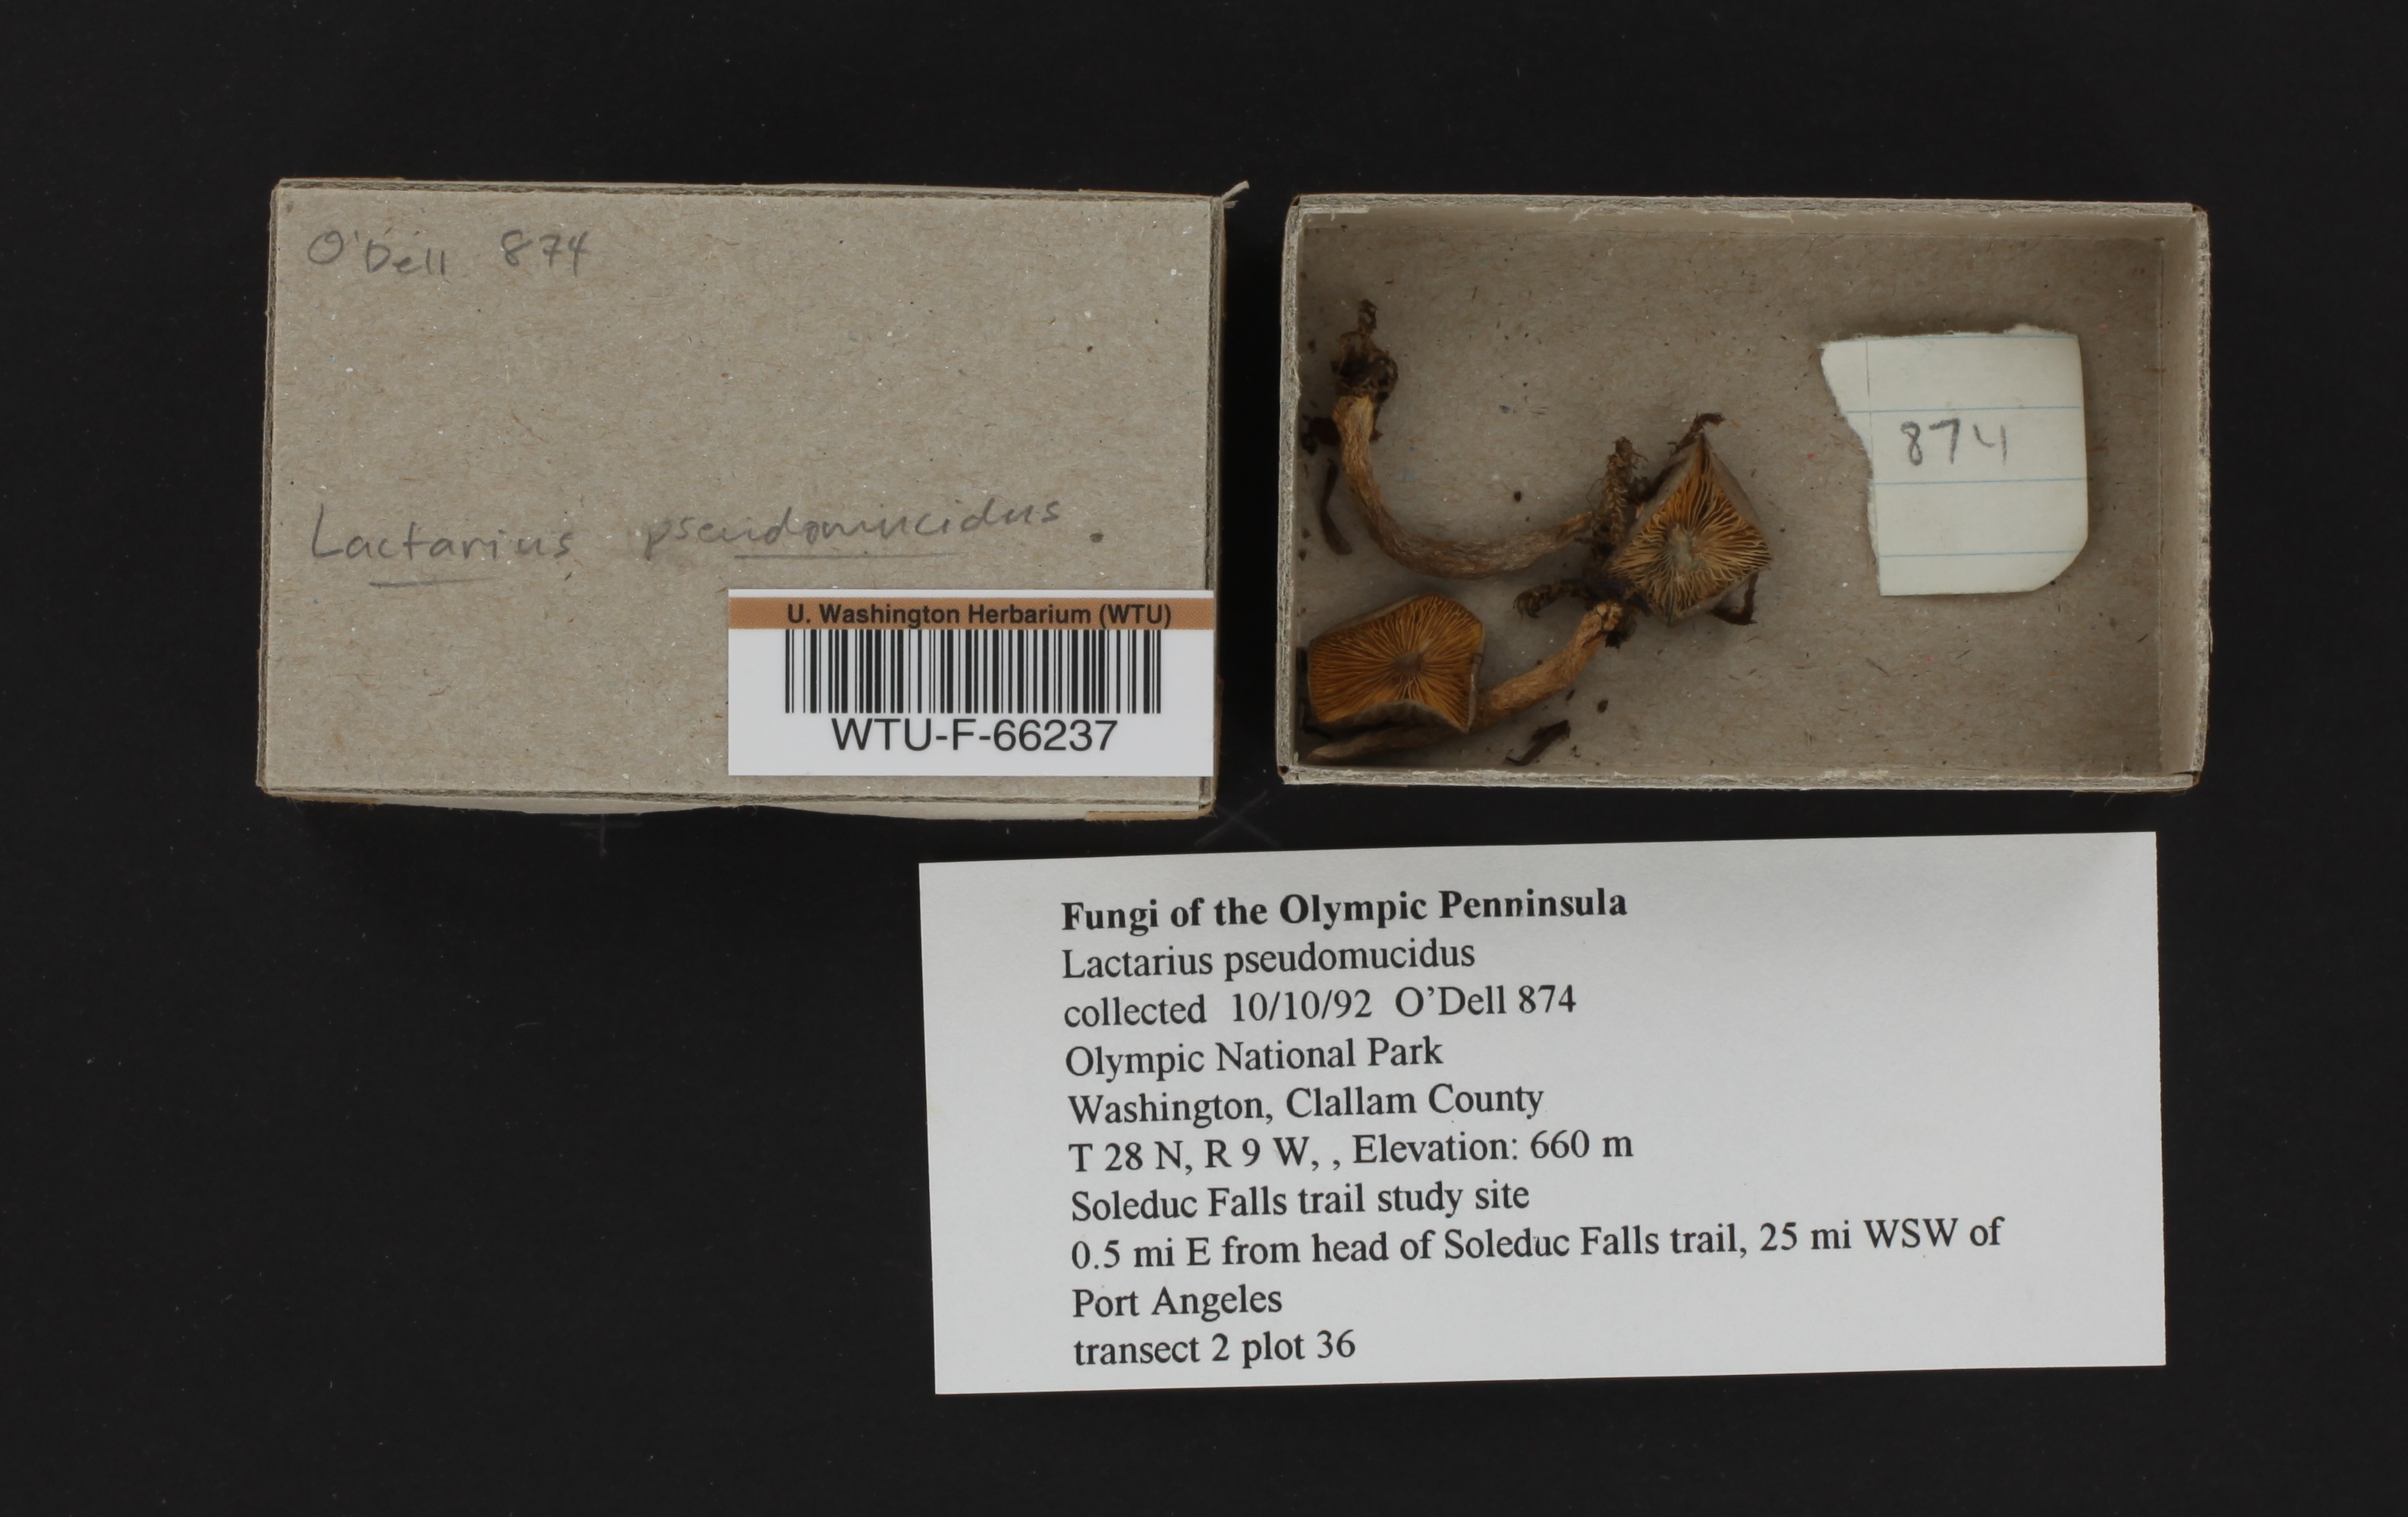 O'Dell 874
Lactarius pseudomucidus.
U. Washington Herbarium (WTU)
WTU-F-66237
874
Fungi of the Olympic Penninsula
Lactarius pseudomucidus
collected 10/10/92 O'Dell 874
Olympic National Park
Washington, Clallam County
T 28 N, R 9 W, , Elevation: 660 m
Soleduc Falls trail study site
0.5 mi E from head of Soleduc Falls trail, 25 mi WSW of
Port Angeles
transect 2 plot 36